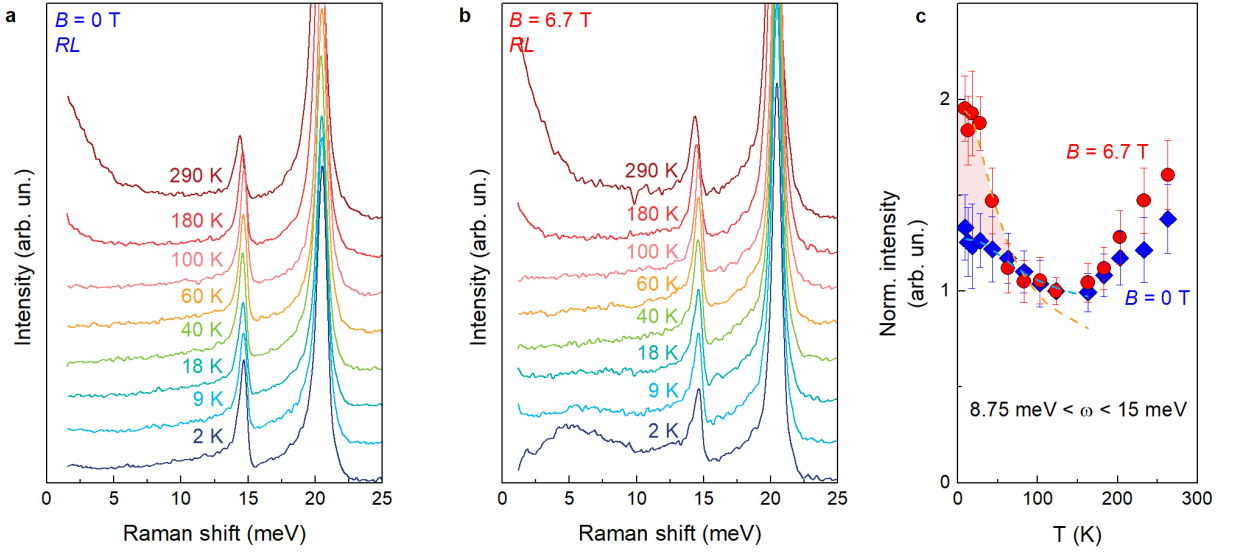 a
B = 0 T
RL
290 K
180 K
100 K
60 K
40 K
18 K
9 K
2 K
Intensity (arb. un.)
0 5 10 15 20 25
Raman shift (meV)
b
B = 6.7 T
RL
290 K
180 K
100 K
60 K
40 K
18 K
9 K
2 K
Intensity (arb. un.)
0 5 10 15 20 25
Raman shift (meV)
c
2
1
0
B = 6.7 T
B = 0 T
8.75 meV < ω < 15 meV
Norm. intensity
(arb. un.)
0 100 200 300
T (K)